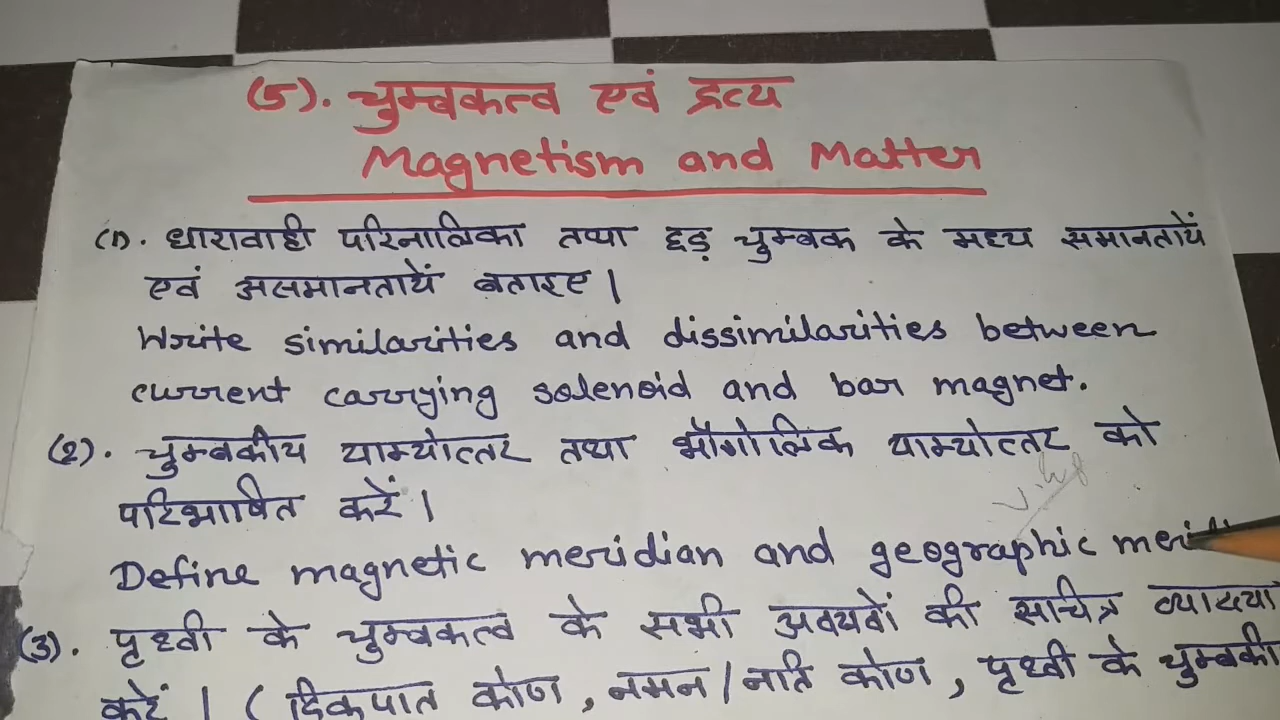 (5). चुम्बकत्व एवं द्रव्य
Magnetism and Matter
(1). धारावाही परिनालिका तथा छड़ चुम्बक के मध्य समानतायें
एवं असमानतायें बताइए।
Write similarities and dissimilarities between
current carrying solenoid and bar magnet.
(2). चुम्बकीय याम्योत्तर तथा भौगोलिक याम्योत्तर को
परिभाषित करें।
V.Imp
Define magnetic meridian and geographic
(3). पृथ्वी के चुम्बकत्व के सभी अवयवों की सचित्र व्याख्या
करें। (दिकपात कोण, नमन/नति कोण, पृथ्वी के